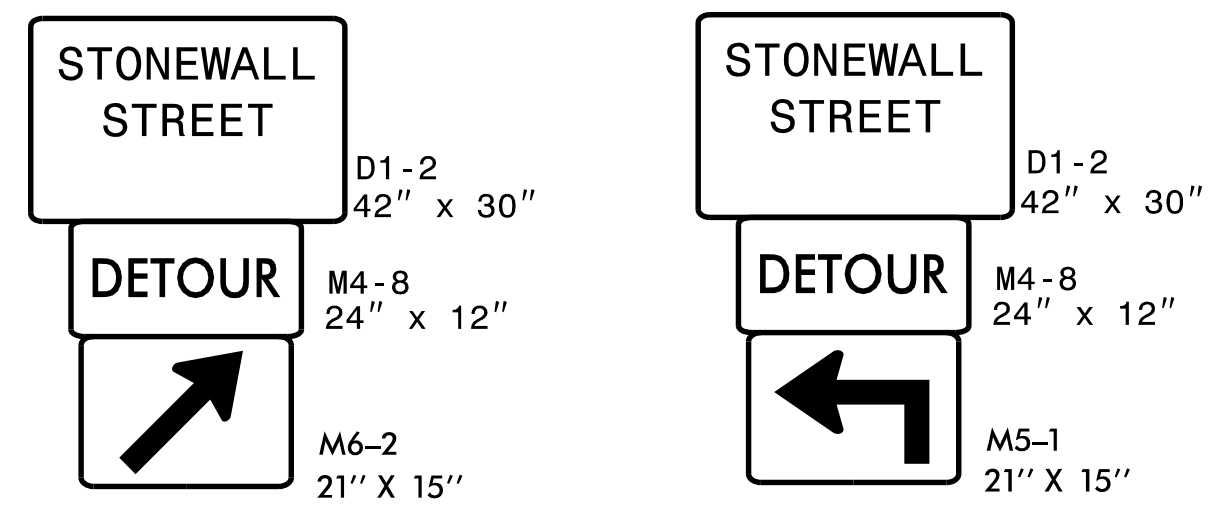 STONEWALL
STREET
D1-2
42" x 30"
DETOUR
M4-8
24" x 12"
M6-2
21'' X 15''
STONEWALL
STREET
D1-2
42" x 30"
DETOUR
M4-8
24" x 12"
M5-1
21'' X 15''